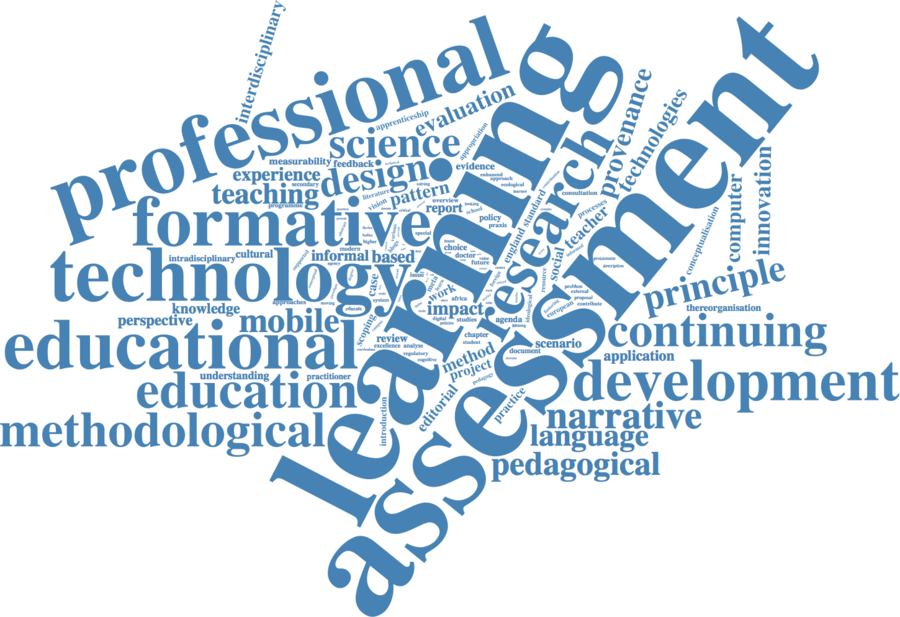 interdisciplinary
professional
apprenticeship
evaluation
science
measurability
feedback
experience
secondary
teaching
design
literature
vision
pattern
programme
formative
appropriation
evidence
enhanced
approach
ecological
overview
report
school
policy
praxis
learning
assessment
research
provenance
technologies
consultation
standard
england
processes
teacher
social
computer
innovation
conceptualisation
intradisciplinary
cultural
modern
higher
informal
based
special
choice
doctor
future
technology
approaches
educate
case
system
work
africa
impact
digital
studies
agenda
resource
ideological
problem
external
proposal
contribute
european
description
principle
thereorganisation
knowledge
perspective
mobile
scoping
review
excellence
analyse
regulatory
cognitive
chapter
student
method
project
pedagogy
document
scenario
continuing
application
educational
understanding
practitioner
education
introduction
editorial
practice
development
narrative
methodological
language
pedagogical